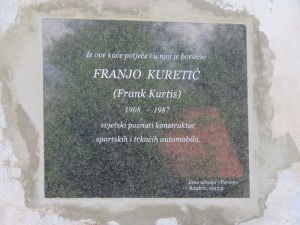 Iz ove kuće potječe i u njoj je boravio
FRANJO KURETIĆ
(Frank Kurtis)
1908 - 1987
svjetski poznati konstruktor
sportskih i trkaćih automobila.